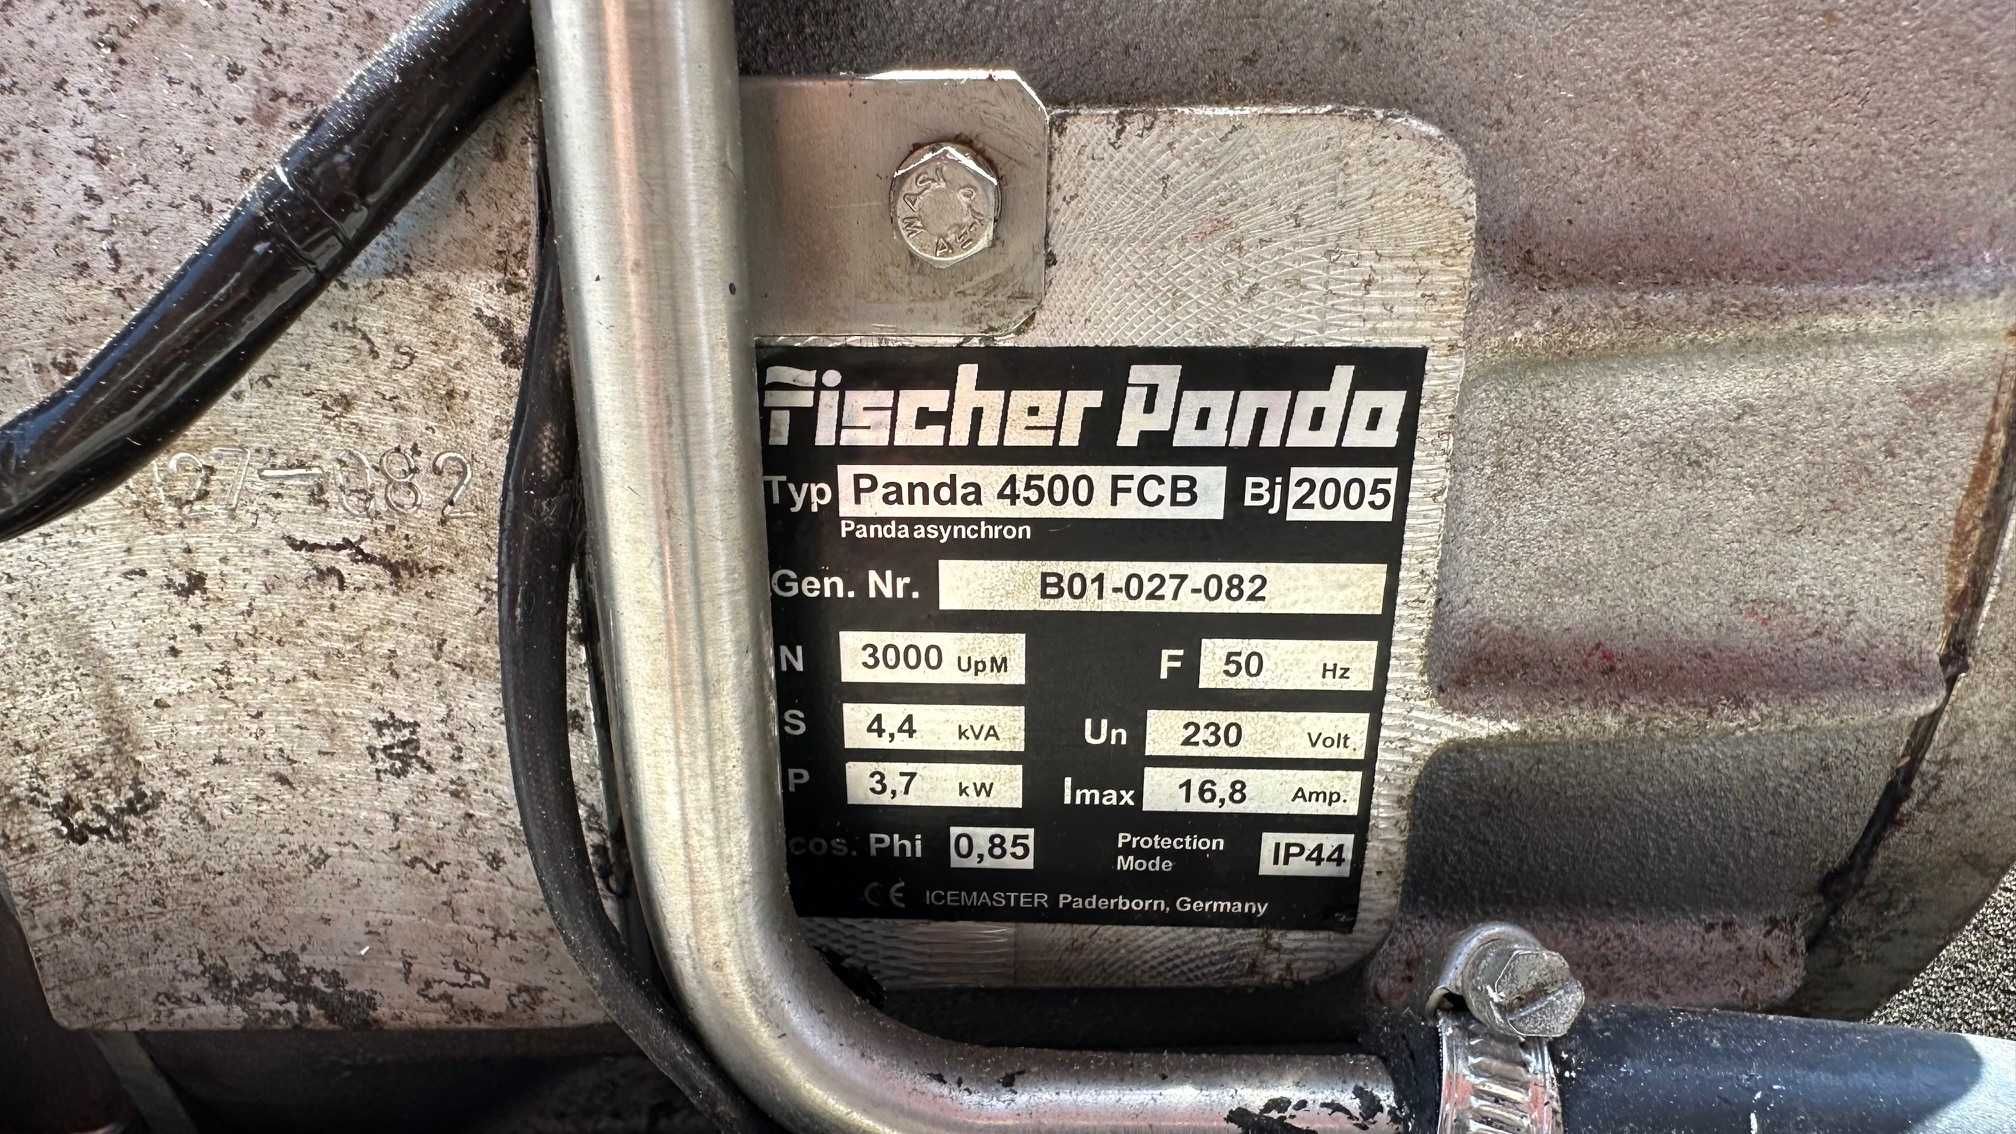 Fischer Panda
Typ Panda 4500 FCB Bj 2005
Panda asynchron
Gen. Nr. B01-027-082
N 3000 UpM F 50 Hz
S 4,4 kVA Un 230 Volt.
P 3,7 kW Imax 16,8 Amp.
cos. Phi 0,85 Protection Mode IP44
CE ICEMASTER Paderborn, Germany
27-082